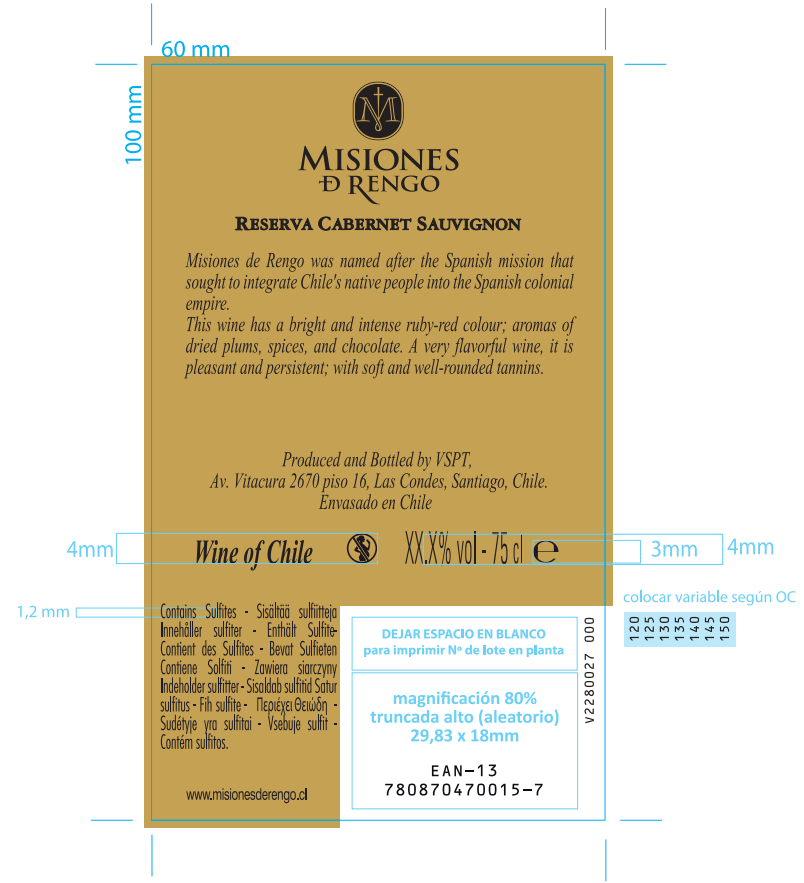 60 mm
100 mm
M
MISIONES
Đ RENGO
RESERVA CABERNET SAUVIGNON
Misiones de Rengo was named after the Spanish mission that
sought to integrate Chile's native people into the Spanish colonial
empire.
This wine has a bright and intense ruby-red colour; aromas of
dried plums, spices, and chocolate. A very flavorful wine, it is
pleasant and persistent; with soft and well-rounded tannins.
Produced and Bottled by VSPT,
Av. Vitacura 2670 piso 16, Las Condes, Santiago, Chile.
Envasado en Chile
4mm
Wine of Chile
XX.X% vol - 75 cl e
3mm
4mm
1,2 mm
Contains Sulfites - Sisältää sulfiitteja
Innehåller sulfiter - Enthält Sulfite-
Contient des Sulfites - Bevat Sulfieten
Contiene Solfiti - Zawiera siarczyny
Indeholder sulfitter - Sisaldab sulfitid Satur
sulfitus - Fih sulfite - Περιέχει Θειώδη -
Sudétyje yra sulfitai - Vsebuje sulfit -
Contém sulfitos.
www.misionesderengo.cl
DEJAR ESPACIO EN BLANCO
para imprimir Nº de lote en planta
magnificación 80%
truncada alto (aleatorio)
29,83 x 18mm
EAN-13
780870470015-7
V2280027 000
colocar variable según OC
120
125
130
135
140
145
150